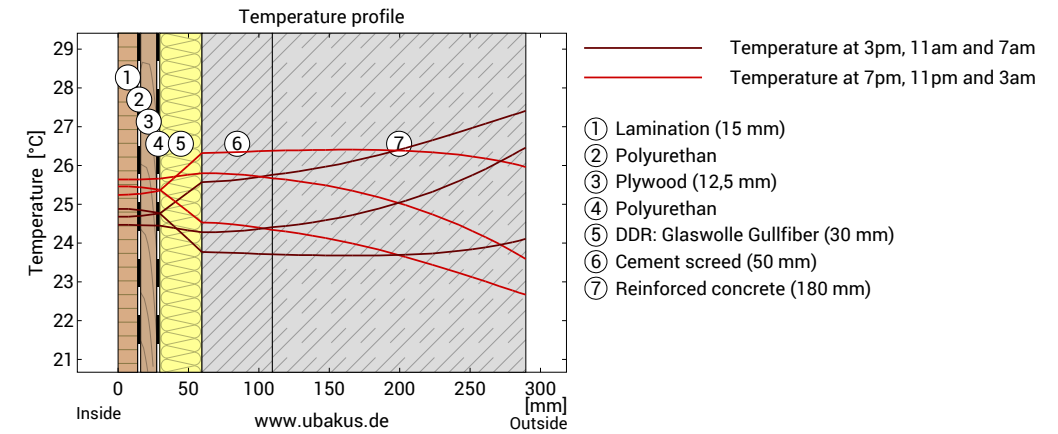 Temperature profile
29
28
27
26
25
24
23
22
21
Temperature [°C]
1
2
3
4
5
6
7
0
50
100
150
200
250
300
[mm]
Inside
www.ubakus.de
Outside
Temperature at 3pm, 11am and 7am
Temperature at 7pm, 11pm and 3am
1 Lamination (15 mm)
2 Polyurethan
3 Plywood (12,5 mm)
4 Polyurethan
5 DDR: Glaswolle Gullfiber (30 mm)
6 Cement screed (50 mm)
7 Reinforced concrete (180 mm)